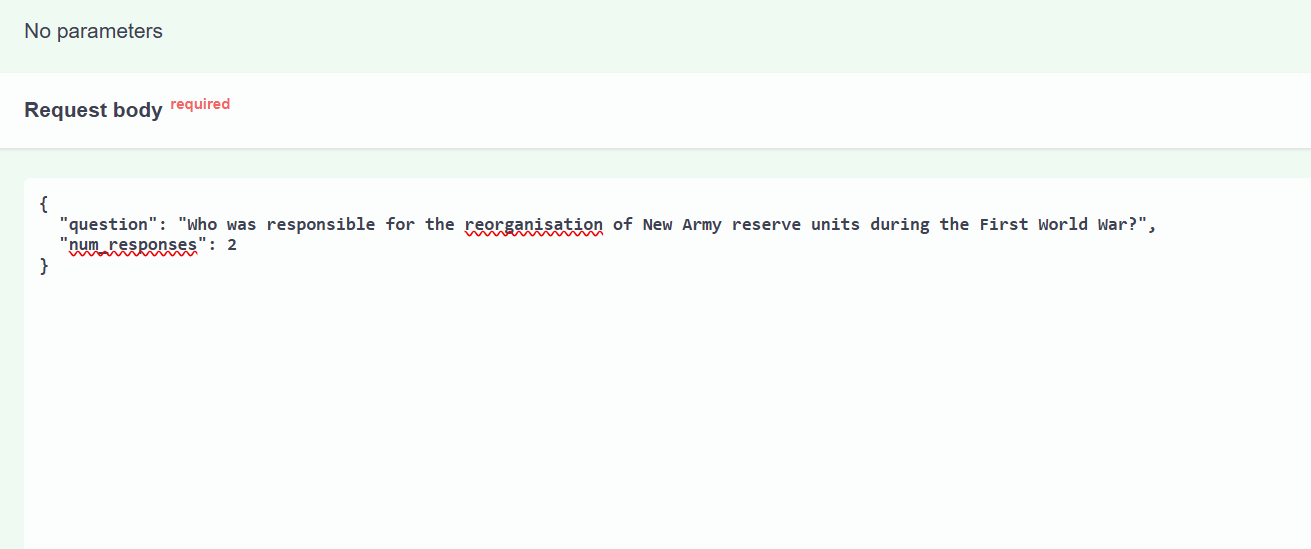 No parameters
Request body required
{
"question": "Who was responsible for the reorganisation of New Army reserve units during the First World War?",
"num_responses": 2
}